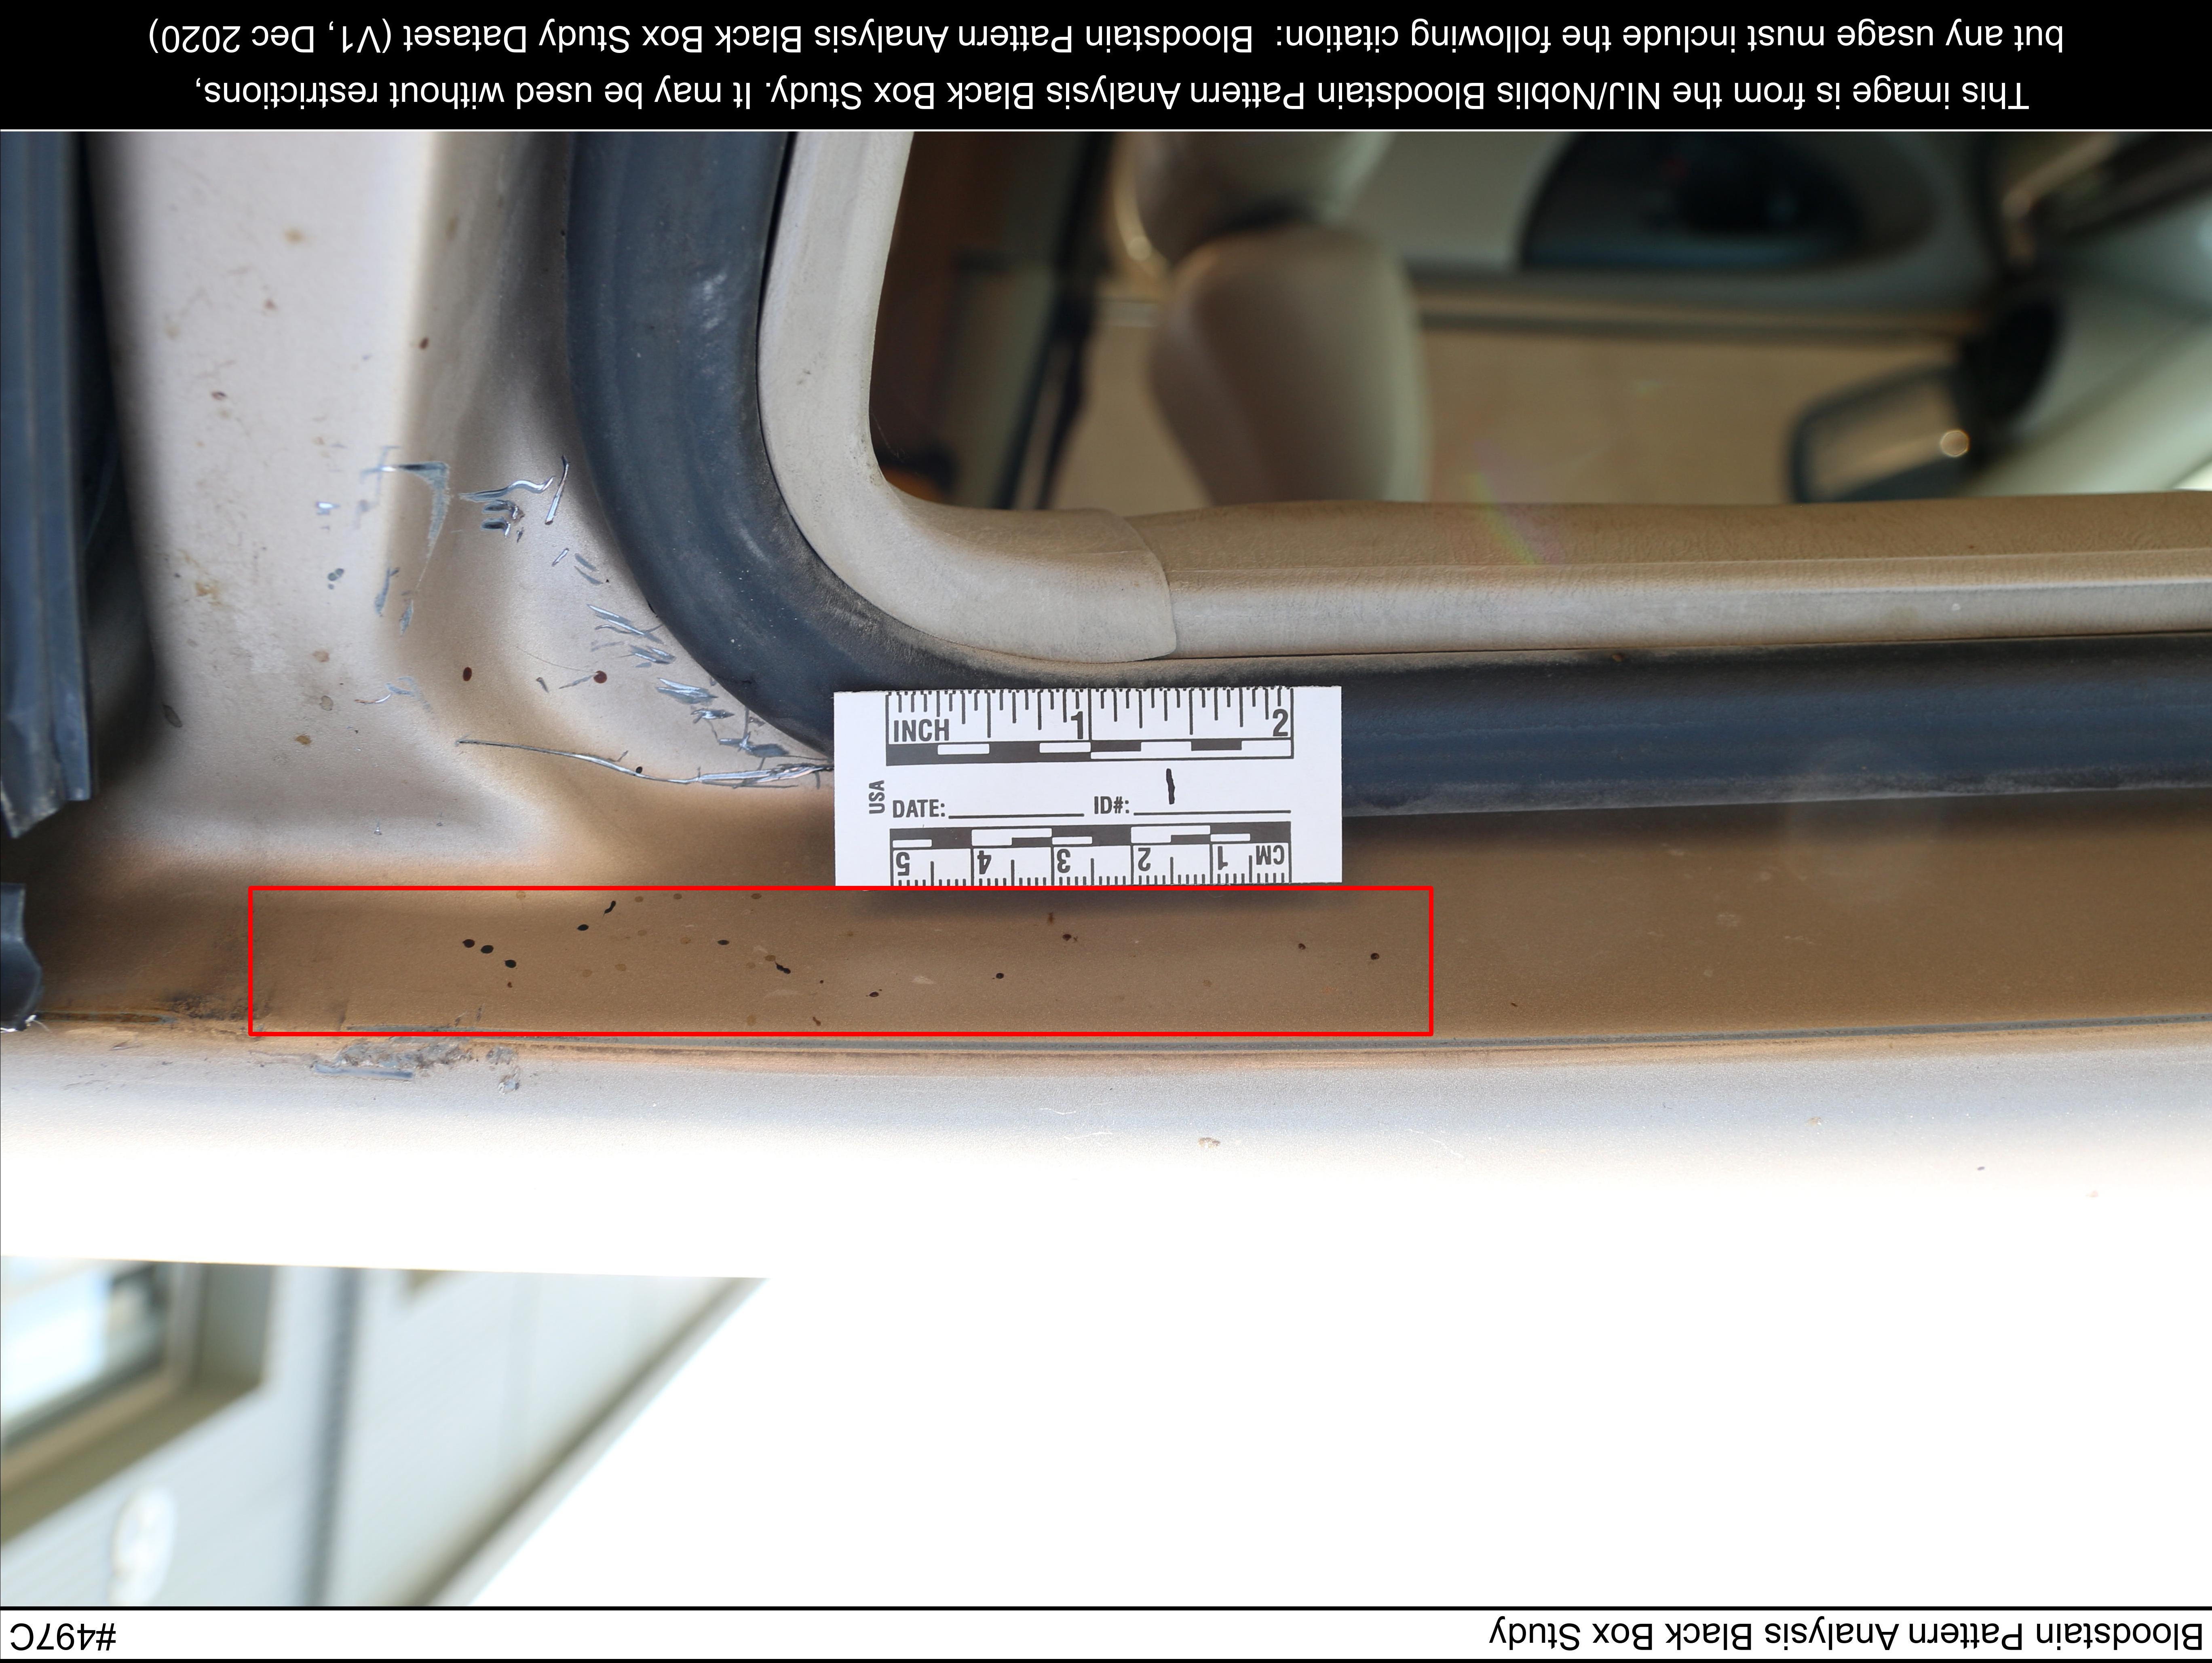 Bloodstain Pattern Analysis Black Box Study
#497C
INCH 1 2
USA
DATE: ID#: 1
CM 1 2 3 4 5
This image is from the NIJ/Noblis Bloodstain Pattern Analysis Black Box Study. It may be used without restrictions,
but any usage must include the following citation: Bloodstain Pattern Analysis Black Box Study Dataset (V1, Dec 2020)